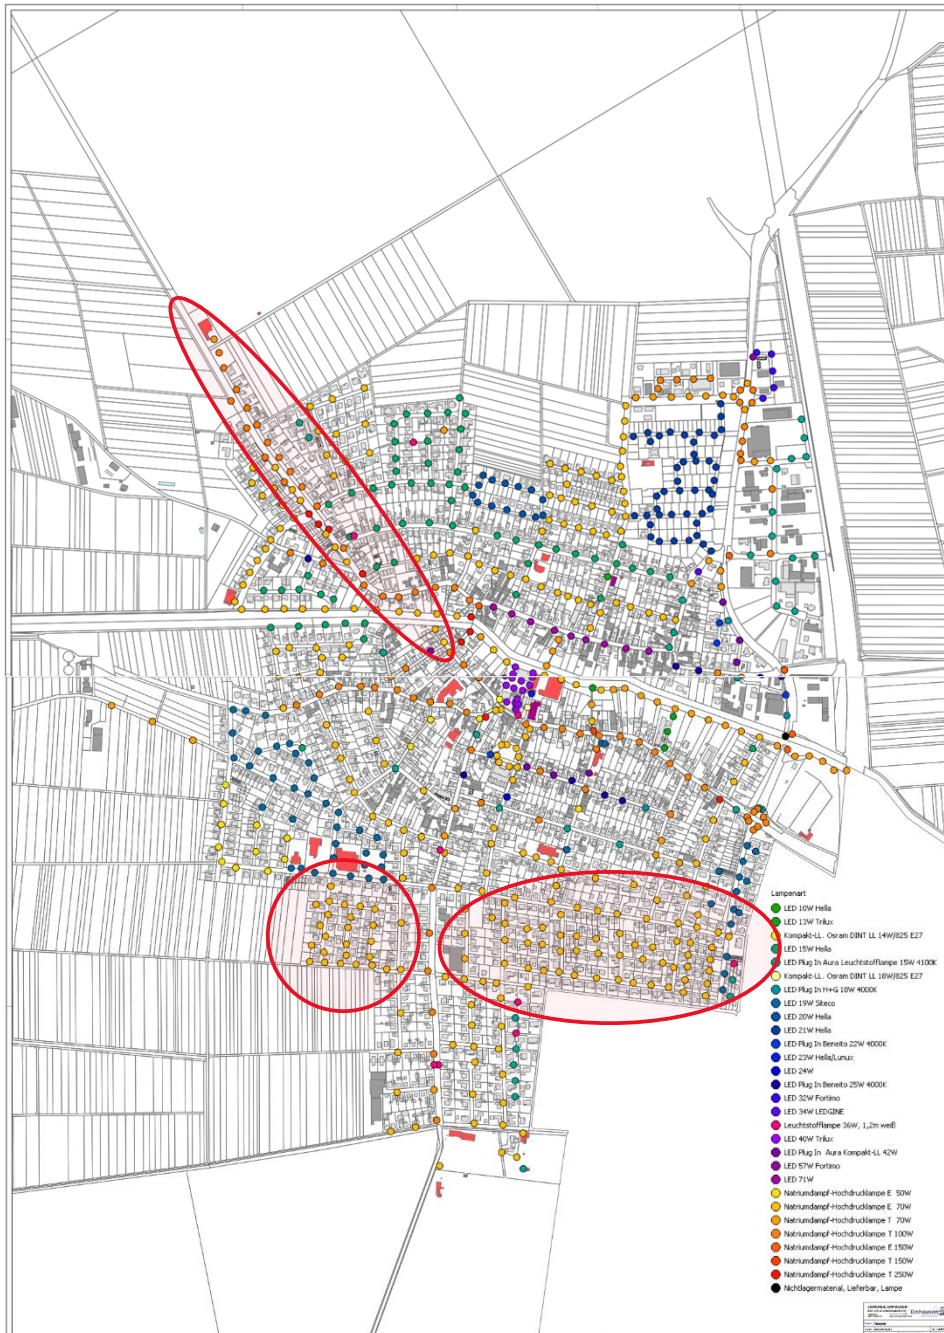 Lampenart
LED 10W Hella
LED 13W Trilux
Kompakt-LL. Osram DINT LL 14W/825 E27
LED 15W Hella
LED Plug In Aura Leuchtstofflampe 15W 4100K
Kompakt-LL. Osram DINT LL 18W/825 E27
LED Plug In H+G 18W 4000K
LED 19W Siteco
LED 20W Hella
LED 21W Hella
LED Plug In Beneito 22W 4000K
LED 23W Hella/Lunux
LED 24W
LED Plug In Beneito 25W 4000K
LED 32W Fortimo
LED 34W LEDGINE
Leuchtstofflampe 36W, 1,2m weiß
LED 40W Trilux
LED Plug In Aura Kompakt-LL 42W
LED 57W Fortimo
LED 71W
Natriumdampf-Hochdrucklampe E 50W
Natriumdampf-Hochdrucklampe E 70W
Natriumdampf-Hochdrucklampe T 70W
Natriumdampf-Hochdrucklampe T 100W
Natriumdampf-Hochdrucklampe E 150W
Natriumdampf-Hochdrucklampe T 150W
Natriumdampf-Hochdrucklampe T 250W
Nichtlagermaterial, Lieferbar, Lampe
GEMEINDE EINHAUSEN
Einhausen